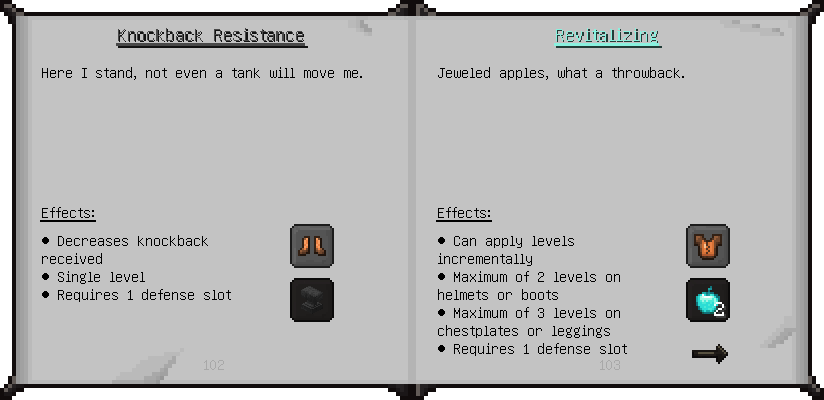 Knockback Resistance
Here I stand, not even a tank will move me.
Effects:
● Decreases knockback
received
● Single level
● Requires 1 defense slot
102
Revitalizing
Jeweled apples, what a throwback.
Effects:
● Can apply levels
incrementally
● Maximum of 2 levels on
helmets or boots
● Maximum of 3 levels on
chestplates or leggings
● Requires 1 defense slot
2
103